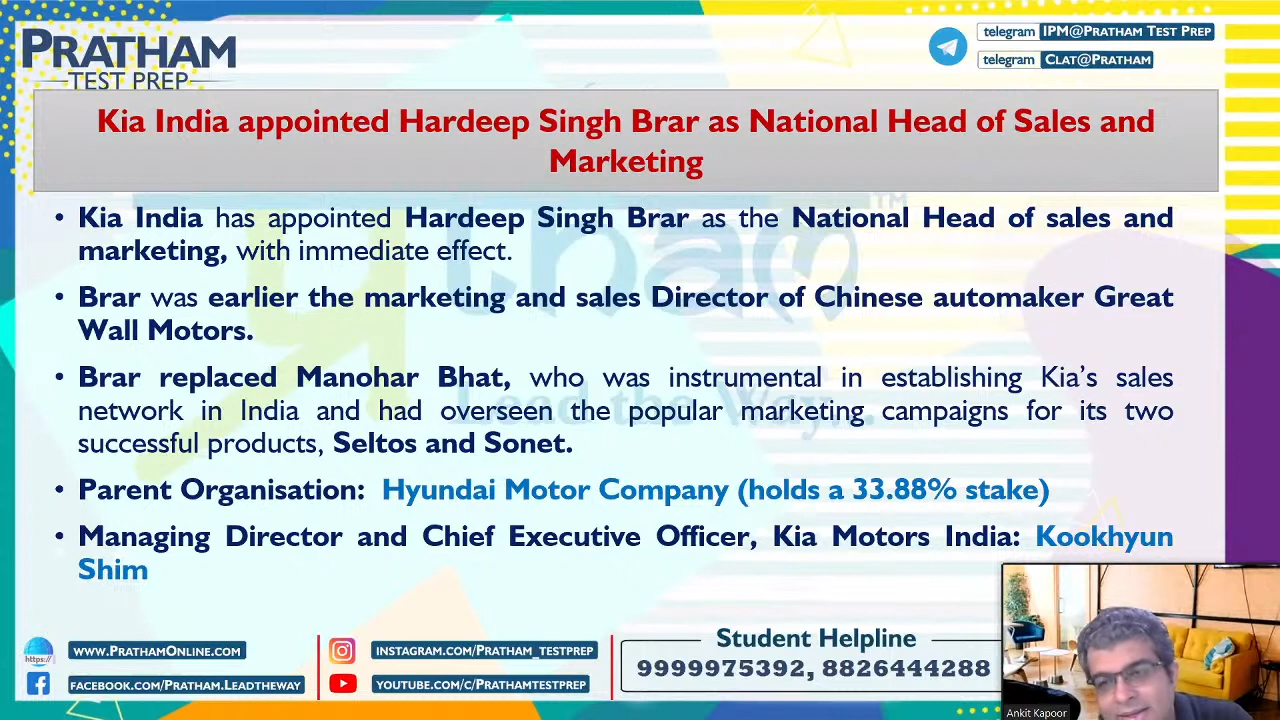 PRATHAM
TEST PREP
telegram IPM@PRATHAM TEST PREP
telegram CLAT@PRATHAM
Kia India appointed Hardeep Singh Brar as National Head of Sales and
Marketing
• Kia India has appointed Hardeep Singh Brar as the National Head of sales and
marketing, with immediate effect.
• Brar was earlier the marketing and sales Director of Chinese automaker Great
Wall Motors.
• Brar replaced Manohar Bhat, who was instrumental in establishing Kia's sales
network in India and had overseen the popular marketing campaigns for its two
successful products, Seltos and Sonet.
• Parent Organisation: Hyundai Motor Company (holds a 33.88% stake)
• Managing Director and Chief Executive Officer, Kia Motors India: Kookhyun
Shim
Lead the Way...
TM
https://
WWW.PRATHAMONLINE.COM
FACEBOOK.COM/PRATHAM.LEADTHEWAY
INSTAGRAM.COM/PRATHAM_TESTPREP
YOUTUBE.COM/C/PRATHAMTESTPREP
Student Helpline
9999975392, 8826444288
Ankit Kapoor